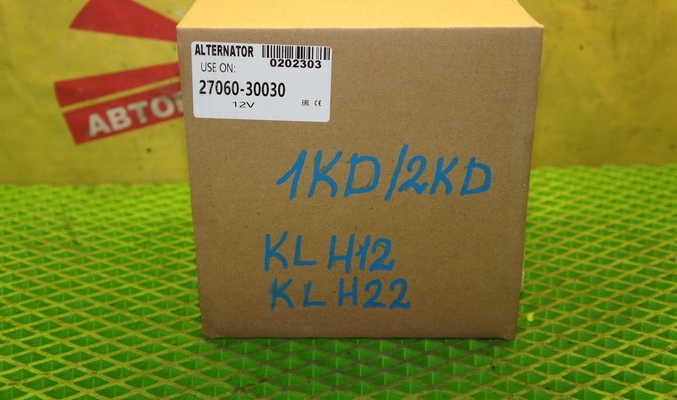 ALTERNATOR
0202303
USE ON:
27060-30030
12V
EAC CE
1KD/2KD
KLH12
KLH22
АВТО